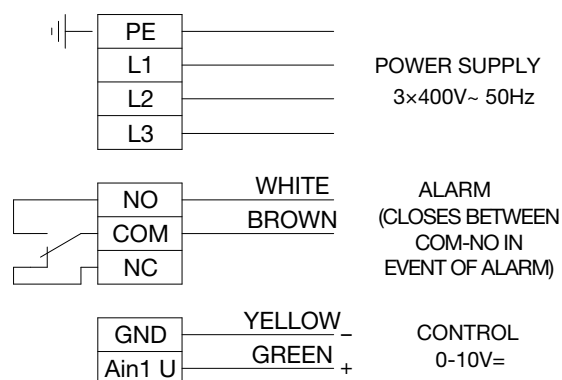 PE
L1
L2
L3
POWER SUPPLY
3×400V~ 50Hz
NO
COM
NC
WHITE
BROWN
ALARM
(CLOSES BETWEEN
COM-NO IN
EVENT OF ALARM)
GND
Ain1 U
YELLOW –
GREEN +
CONTROL
0-10V=